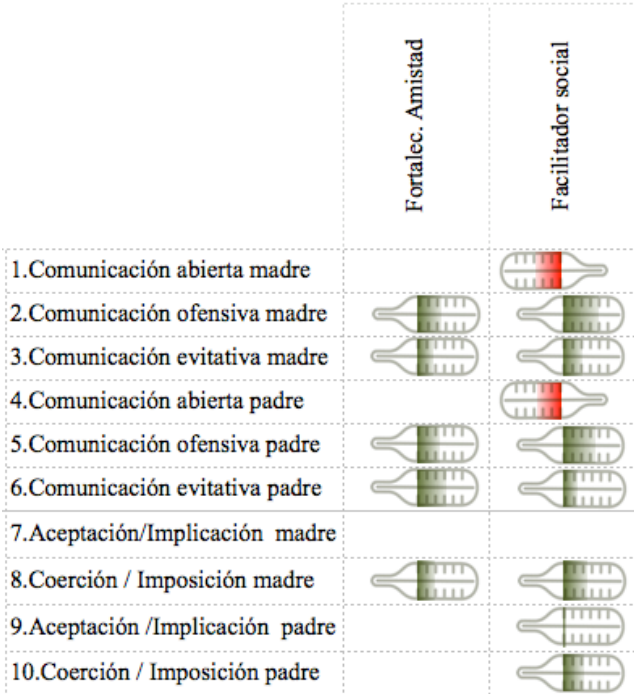 Fortalec. Amistad
Facilitador social
1.Comunicación abierta madre
2.Comunicación ofensiva madre
3.Comunicación evitativa madre
4.Comunicación abierta padre
5.Comunicación ofensiva padre
6.Comunicación evitativa padre
7.Aceptación/Implicación madre
8.Coerción / Imposición madre
9.Aceptación /Implicación padre
10.Coerción / Imposición padre